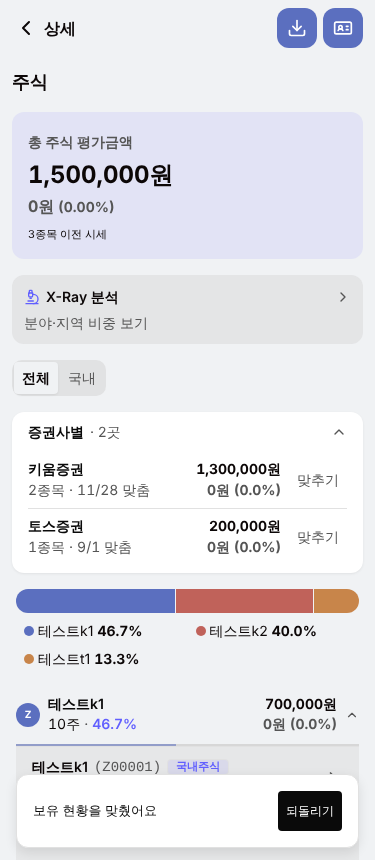 상세
주식
총 주식 평가금액
1,500,000원
0원 (0.00%)
3종목 이전 시세
X-Ray 분석
분야·지역 비중 보기
전체 국내
증권사별 · 2곳
키움증권 1,300,000원 맞추기
2종목 · 11/28 맞춤 0원 (0.0%)
토스증권 200,000원 맞추기
1종목 · 9/1 맞춤 0원 (0.0%)
테스트k1 46.7% 테스트k2 40.0%
테스트t1 13.3%
Z 테스트k1 700,000원
10주 · 46.7% 0원 (0.0%)
테스트k1 (Z00001) 국내주식
보유 현황을 맞췄어요 되돌리기